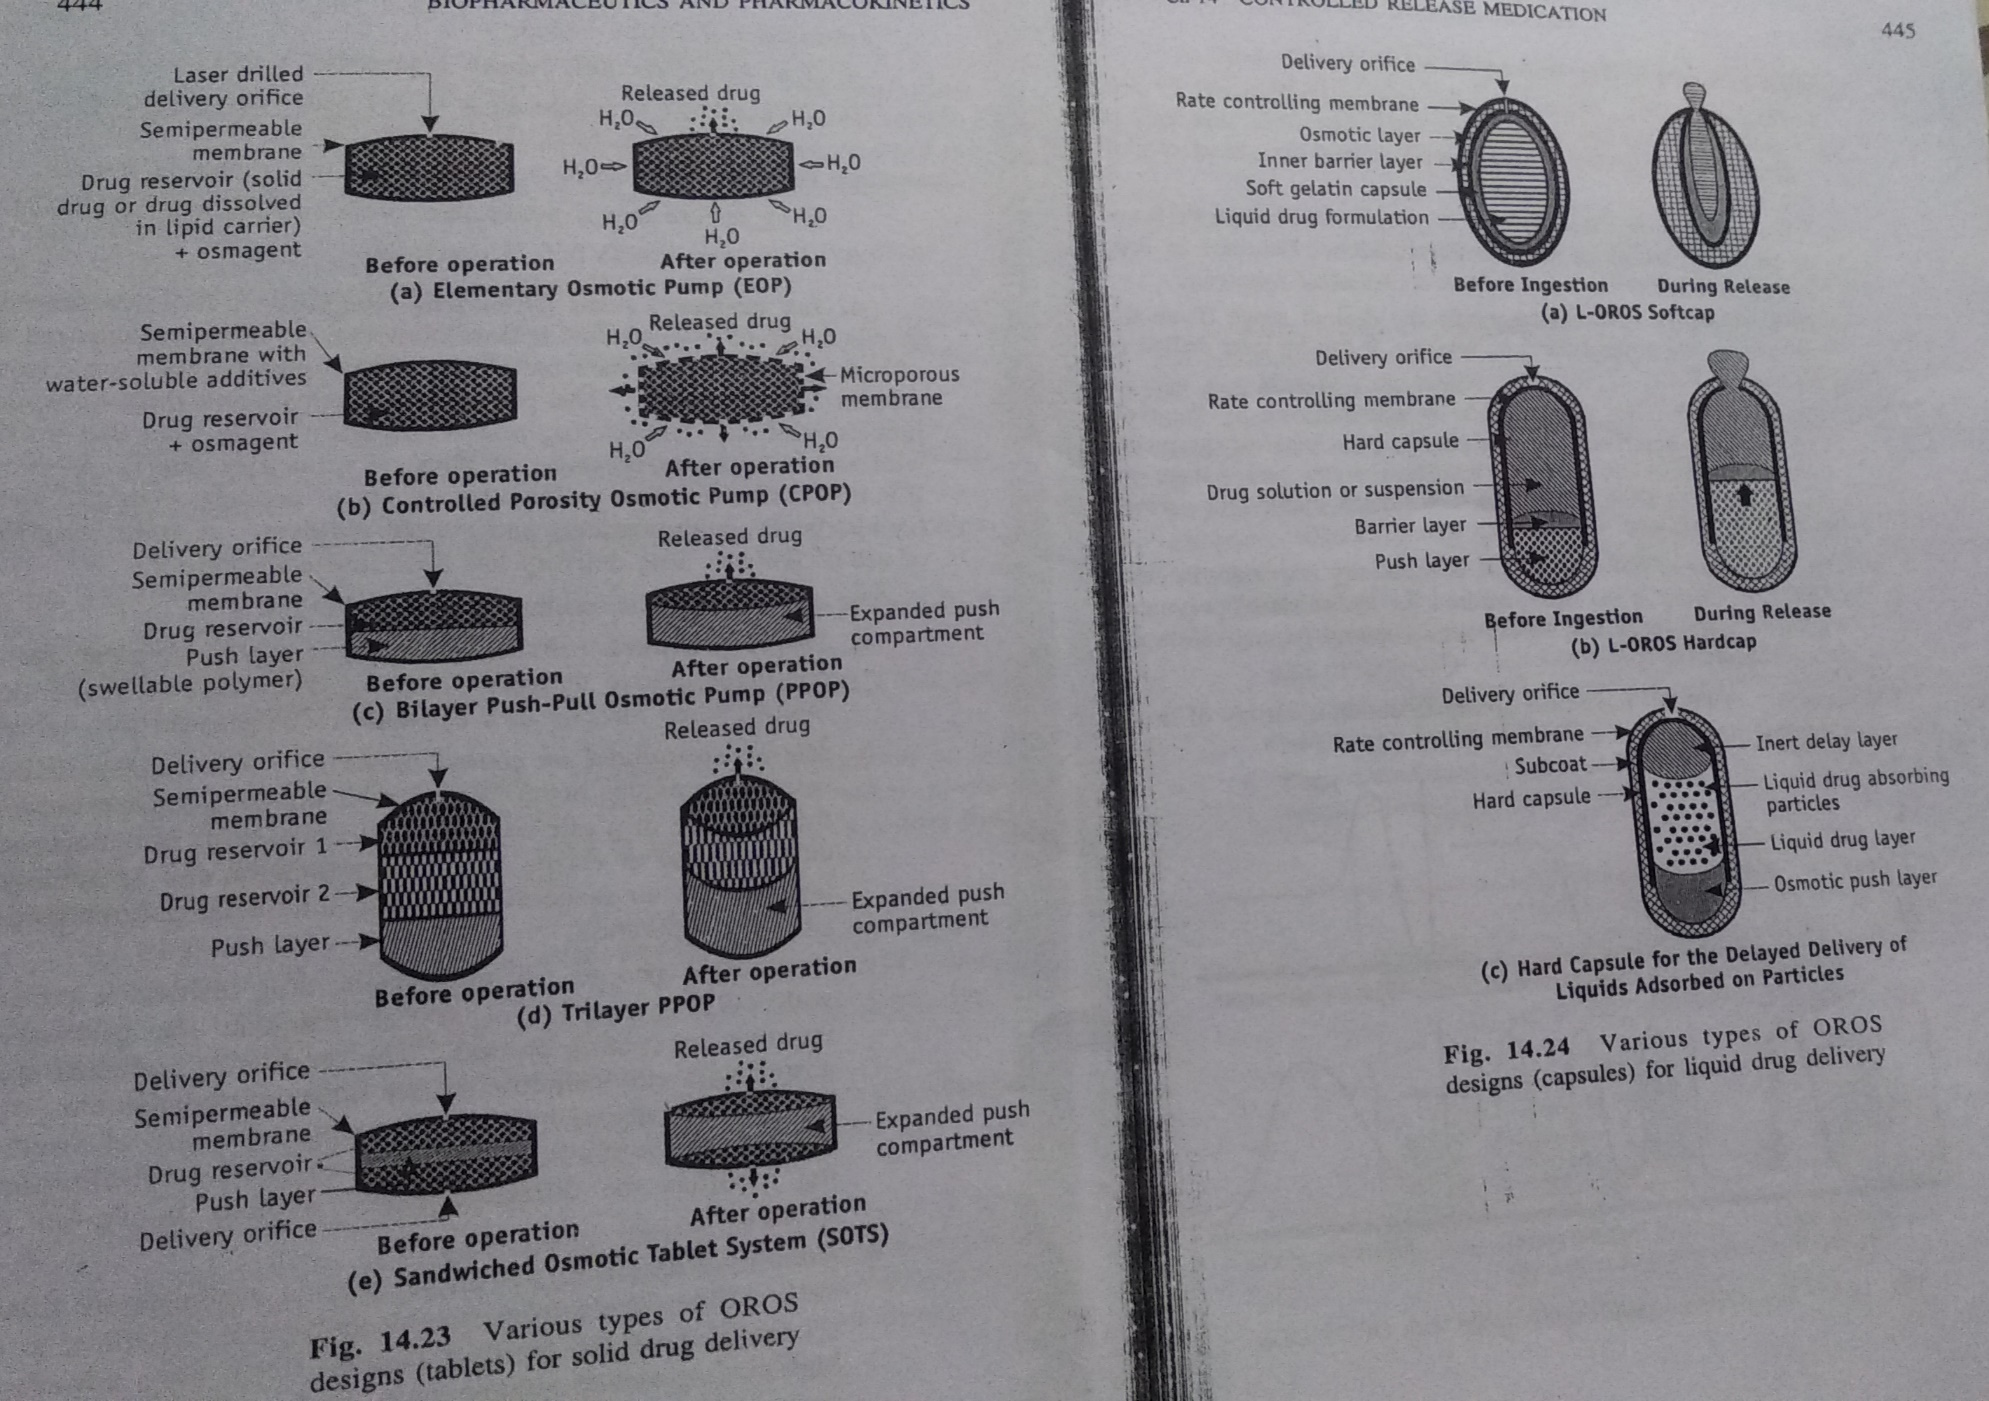 444
BIOPHARMACEUTICS AND PHARMACOKINETICS
Laser drilled
delivery orifice
Semipermeable
membrane
Drug reservoir (solid
drug or drug dissolved
in lipid carrier)
+ osmagent
Before operation
Released drug
H₂O
H₂O
H₂O
H₂O
H₂O
H₂O
H₂O
After operation
(a) Elementary Osmotic Pump (EOP)
Semipermeable
membrane with
water-soluble additives
Drug reservoir
+ osmagent
Before operation
Released drug
H₂O
H₂O
Microporous
membrane
H₂O
H₂O
After operation
(b) Controlled Porosity Osmotic Pump (CPOP)
Delivery orifice
Semipermeable
membrane
Drug reservoir
Push layer
(swellable polymer)
Before operation
Released drug
Expanded push
compartment
After operation
(c) Bilayer Push-Pull Osmotic Pump (PPOP)
Delivery orifice
Semipermeable
membrane
Drug reservoir 1
Drug reservoir 2
Push layer
Before operation
Released drug
Expanded push
compartment
After operation
(d) Trilayer PPOP
Delivery orifice
Semipermeable
membrane
Drug reservoir
Push layer
Delivery orifice
Before operation
Released drug
Expanded push
compartment
After operation
(e) Sandwiched Osmotic Tablet System (SOTS)
Fig. 14.23 Various types of OROS
designs (tablets) for solid drug delivery
CONTROLLED RELEASE MEDICATION
445
Delivery orifice
Rate controlling membrane
Osmotic layer
Inner barrier layer
Soft gelatin capsule
Liquid drug formulation
Before Ingestion
During Release
(a) L-OROS Softcap
Delivery orifice
Rate controlling membrane
Hard capsule
Drug solution or suspension
Barrier layer
Push layer
Before Ingestion
During Release
(b) L-OROS Hardcap
Delivery orifice
Rate controlling membrane
Subcoat
Hard capsule
Inert delay layer
Liquid drug absorbing
particles
Liquid drug layer
Osmotic push layer
(c) Hard Capsule for the Delayed Delivery of
Liquids Adsorbed on Particles
Fig. 14.24 Various types of OROS
designs (capsules) for liquid drug delivery